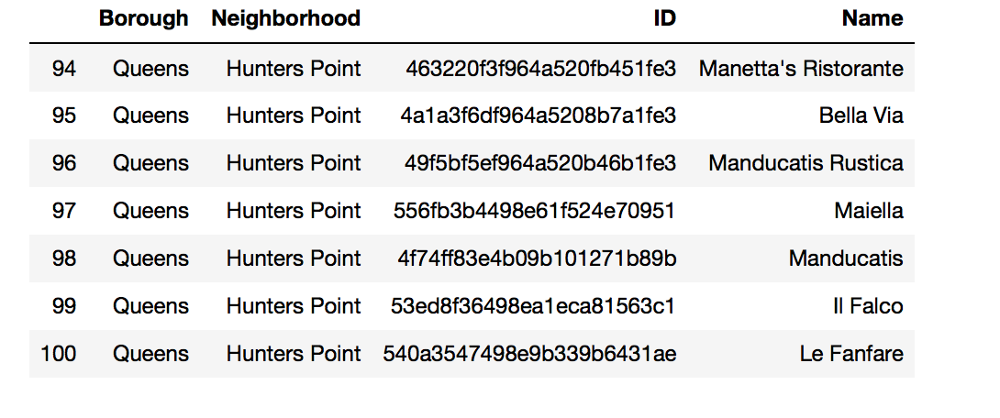 Borough Neighborhood ID Name
94 Queens Hunters Point 463220f3f964a520fb451fe3 Manetta's Ristorante
95 Queens Hunters Point 4a1a3f6df964a5208b7a1fe3 Bella Via
96 Queens Hunters Point 49f5bf5ef964a520b46b1fe3 Manducatis Rustica
97 Queens Hunters Point 556fb3b4498e61f524e70951 Maiella
98 Queens Hunters Point 4f74ff83e4b09b101271b89b Manducatis
99 Queens Hunters Point 53ed8f36498ea1eca81563c1 Il Falco
100 Queens Hunters Point 540a3547498e9b339b6431ae Le Fanfare